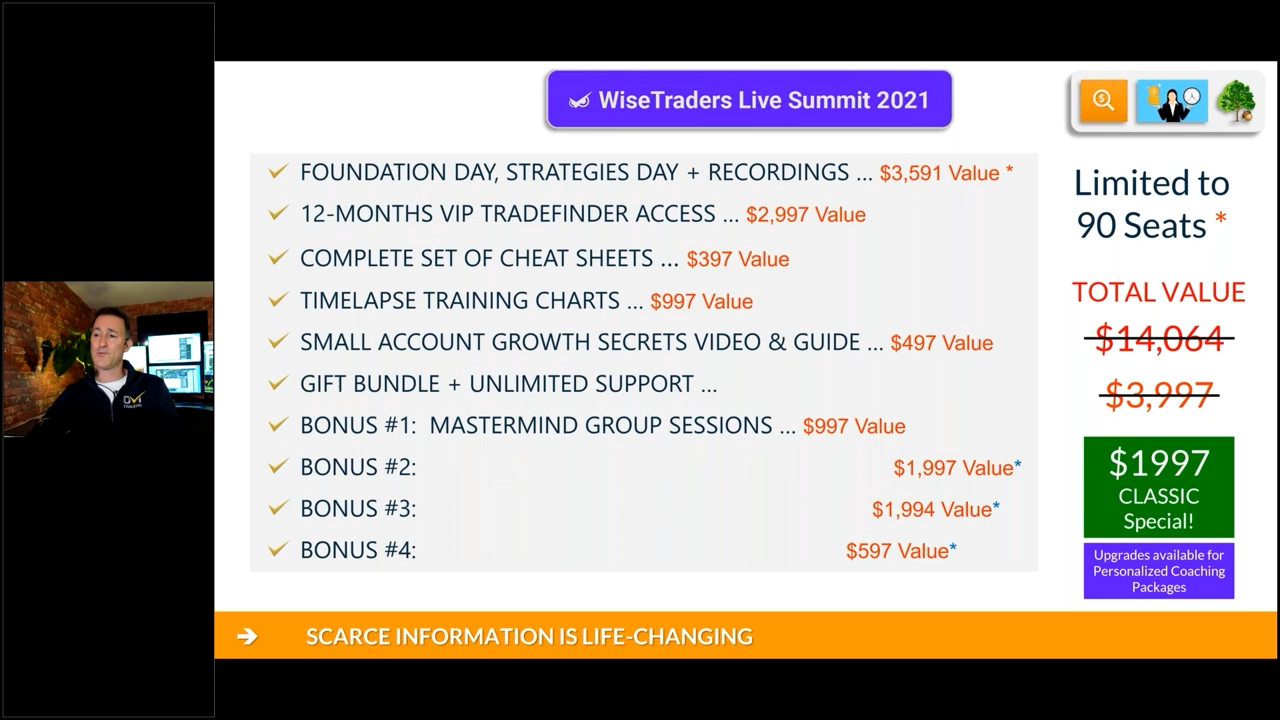 WiseTraders Live Summit 2021
FOUNDATION DAY, STRATEGIES DAY + RECORDINGS ... $3,591 Value *
12-MONTHS VIP TRADEFINDER ACCESS ... $2,997 Value
COMPLETE SET OF CHEAT SHEETS ... $397 Value
TIMELAPSE TRAINING CHARTS ... $997 Value
SMALL ACCOUNT GROWTH SECRETS VIDEO & GUIDE ... $497 Value
GIFT BUNDLE + UNLIMITED SUPPORT ...
BONUS #1: MASTERMIND GROUP SESSIONS ... $997 Value
BONUS #2: $1,997 Value*
BONUS #3: $1,994 Value*
BONUS #4: $597 Value*
Limited to
90 Seats *
TOTAL VALUE
$14,064
$3,997
$1997
CLASSIC
Special!
Upgrades available for
Personalized Coaching
Packages
SCARCE INFORMATION IS LIFE-CHANGING